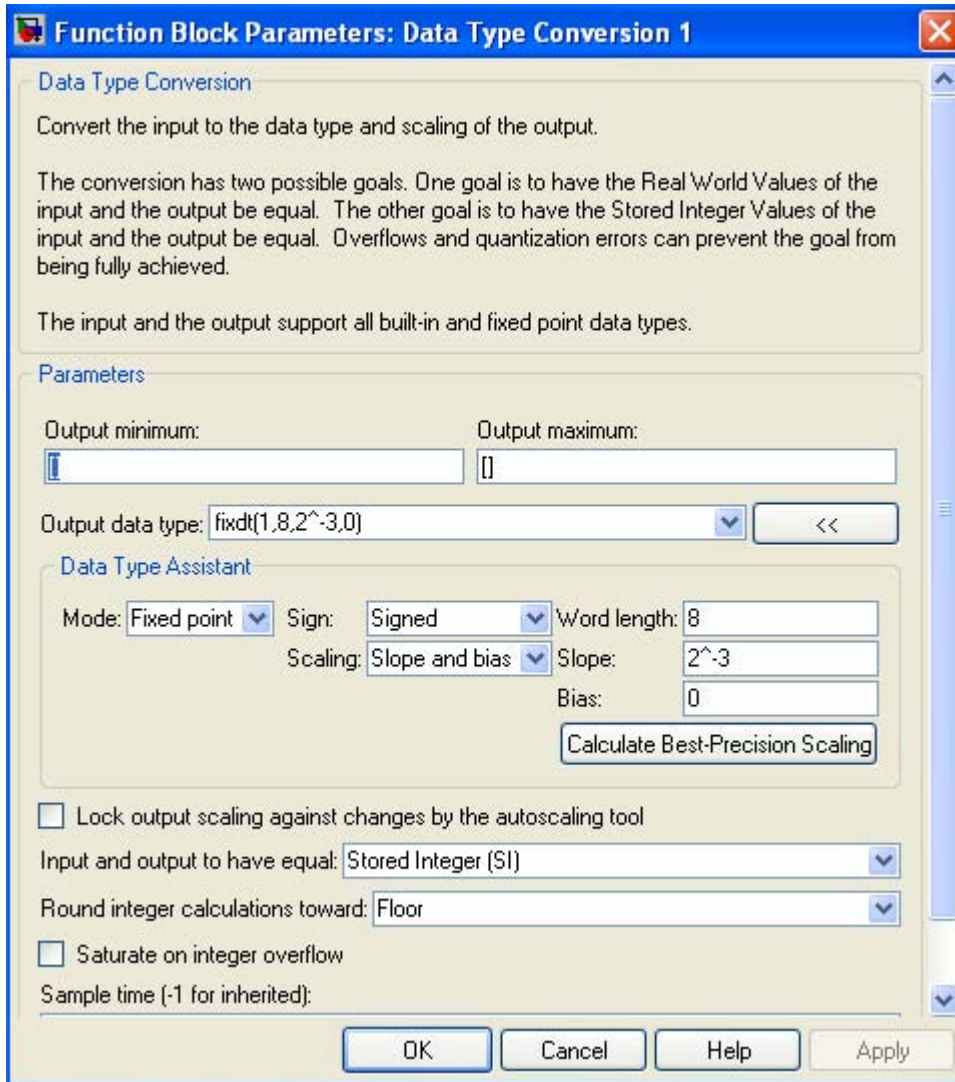 Function Block Parameters: Data Type Conversion 1
Data Type Conversion
Convert the input to the data type and scaling of the output.
The conversion has two possible goals. One goal is to have the Real World Values of the
input and the output be equal. The other goal is to have the Stored Integer Values of the
input and the output be equal. Overflows and quantization errors can prevent the goal from
being fully achieved.
The input and the output support all built-in and fixed point data types.
Parameters
Output minimum: Output maximum:
[] []
Output data type: fixdt(1,8,2^-3,0) <<
Data Type Assistant
Mode: Fixed point Sign: Signed Word length: 8
Scaling: Slope and bias Slope: 2^-3
Bias: 0
Calculate Best-Precision Scaling
Lock output scaling against changes by the autoscaling tool
Input and output to have equal: Stored Integer (SI)
Round integer calculations toward: Floor
Saturate on integer overflow
Sample time (-1 for inherited):
OK Cancel Help Apply